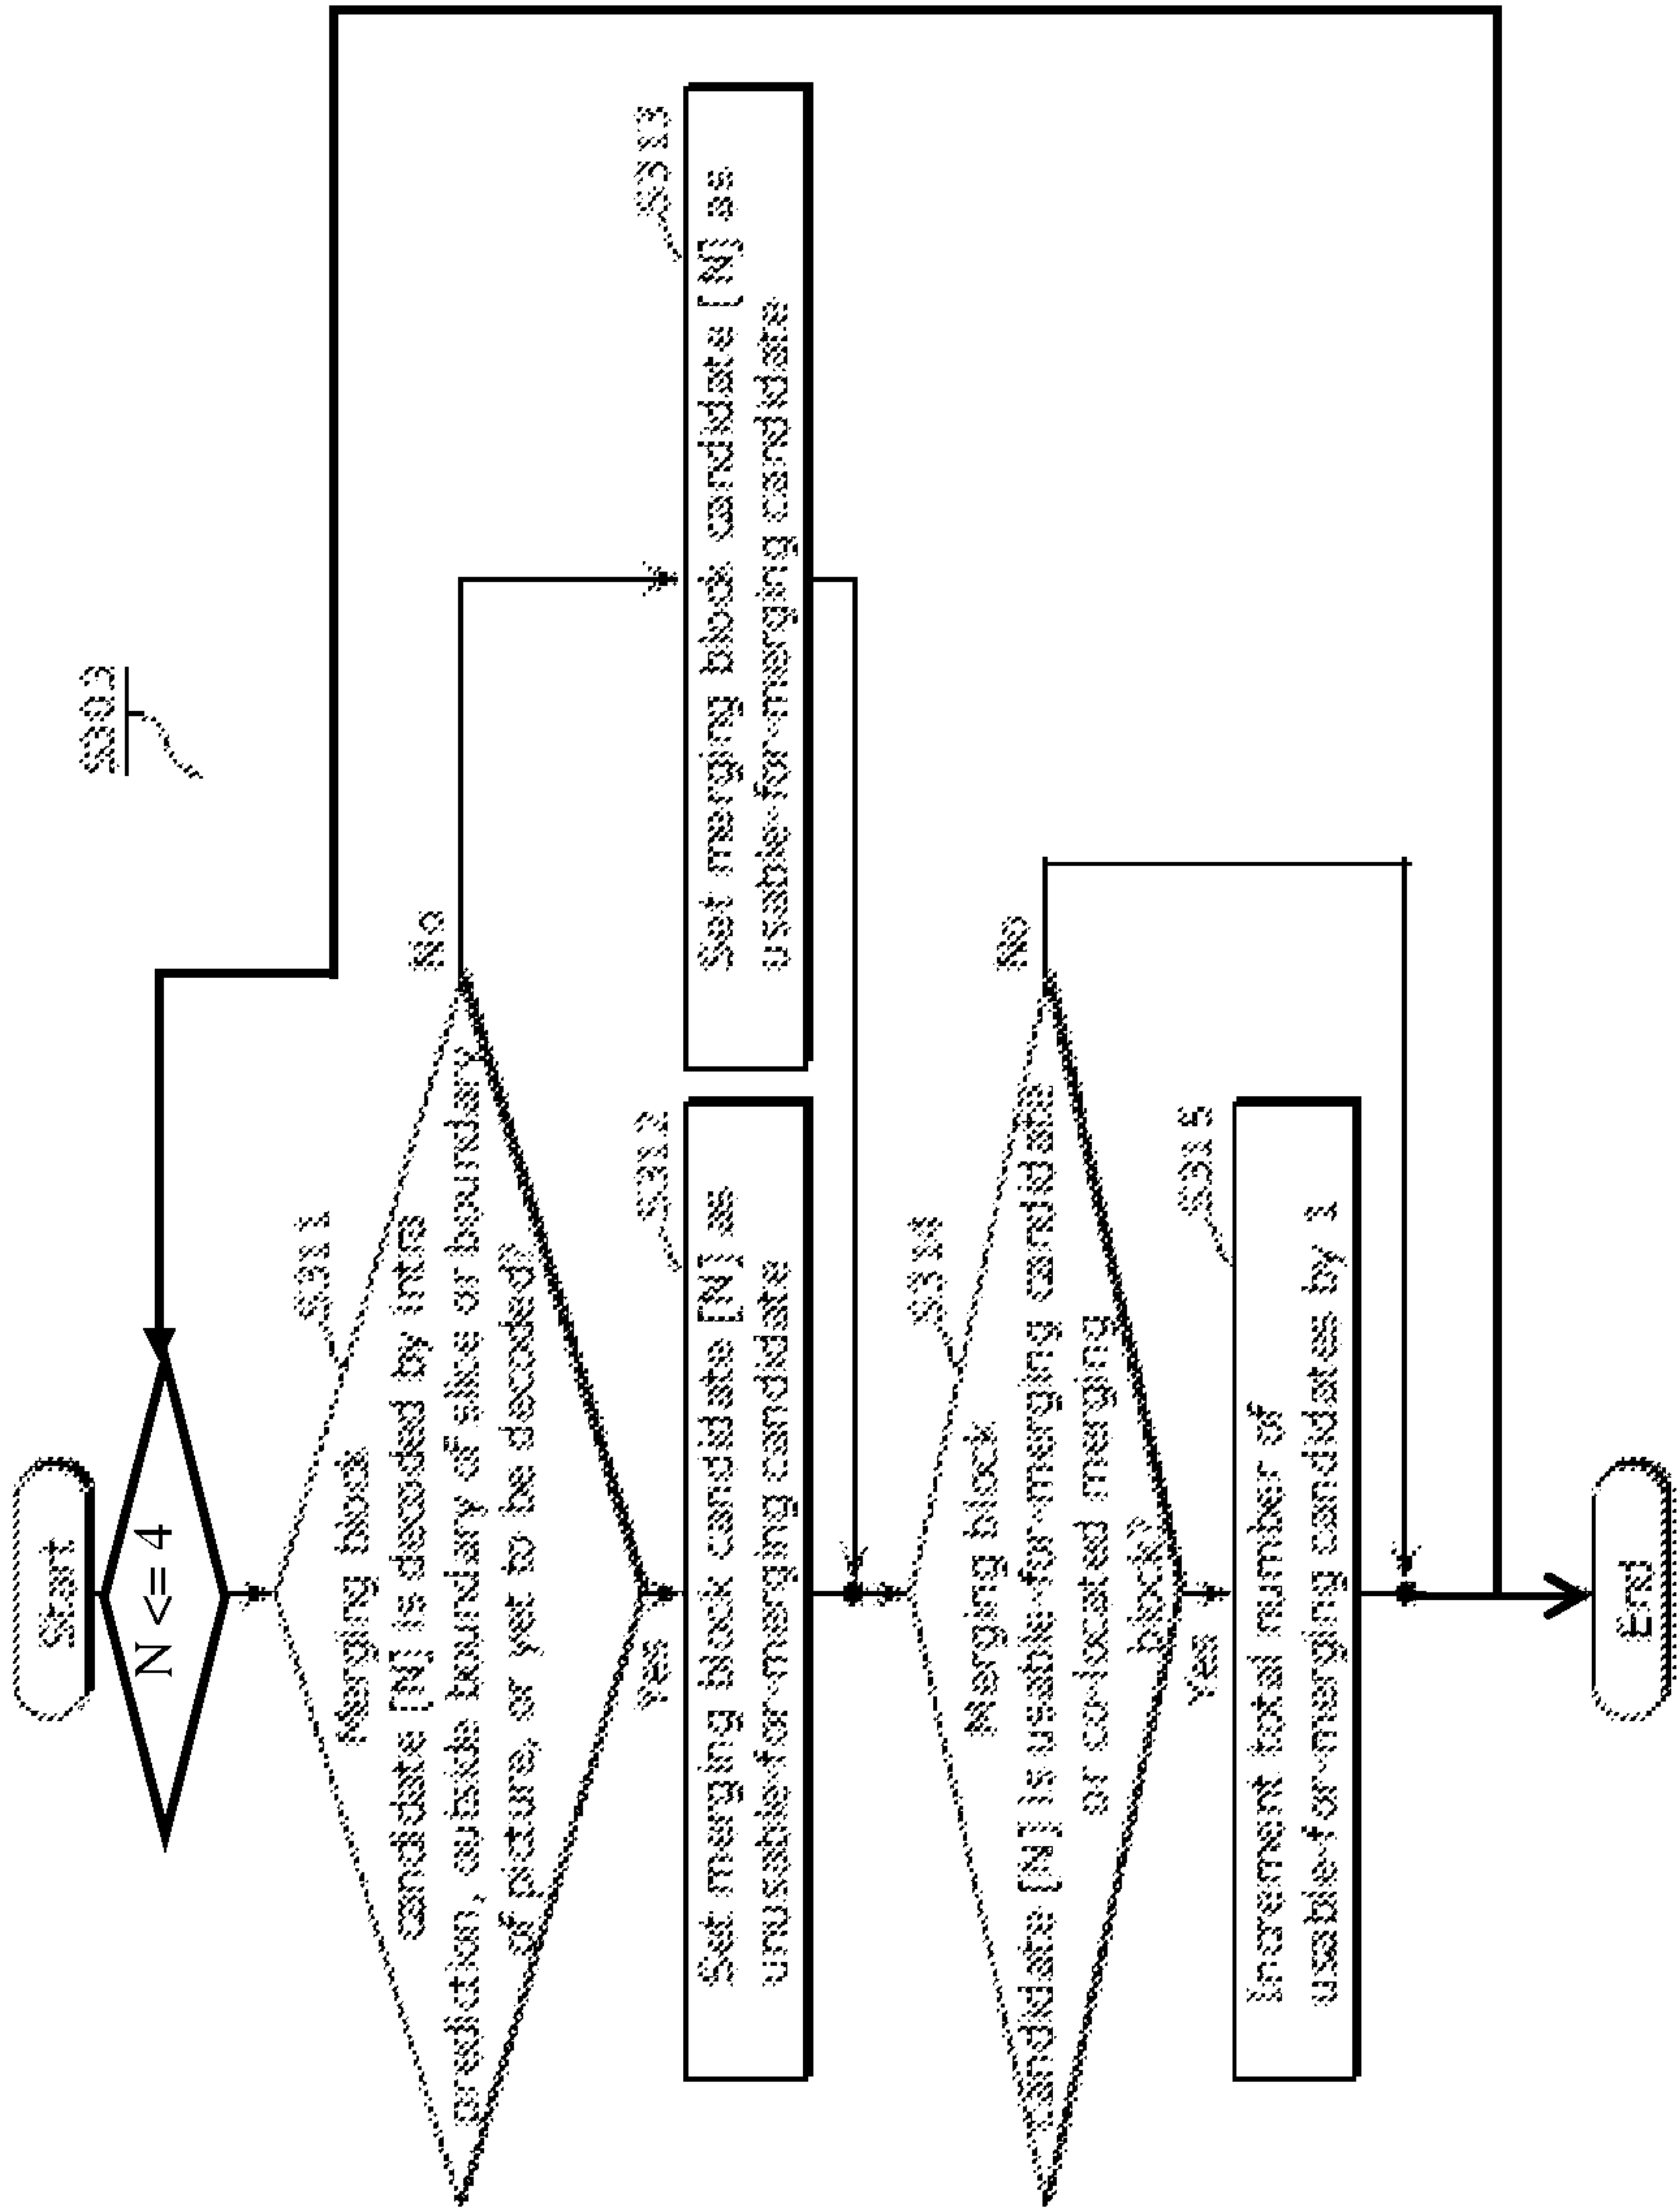 S303
Start
N <= 4
S311
Merging block
candidate [N] is decoded by intra
prediction, outside boundary of slice or boundary
of picture, or yet to be decoded?
No
Yes
S312
Set merging block candidate [N] as
unusable-for-merging candidate
S313
Set merging block candidate [N] as
usable-for-merging candidate
S314
Merging block
candidate [N] is usable-for-merging candidate
or co-located merging
block?
No
Yes
S315
Increment total number of
usable-for-merging candidates by 1
End